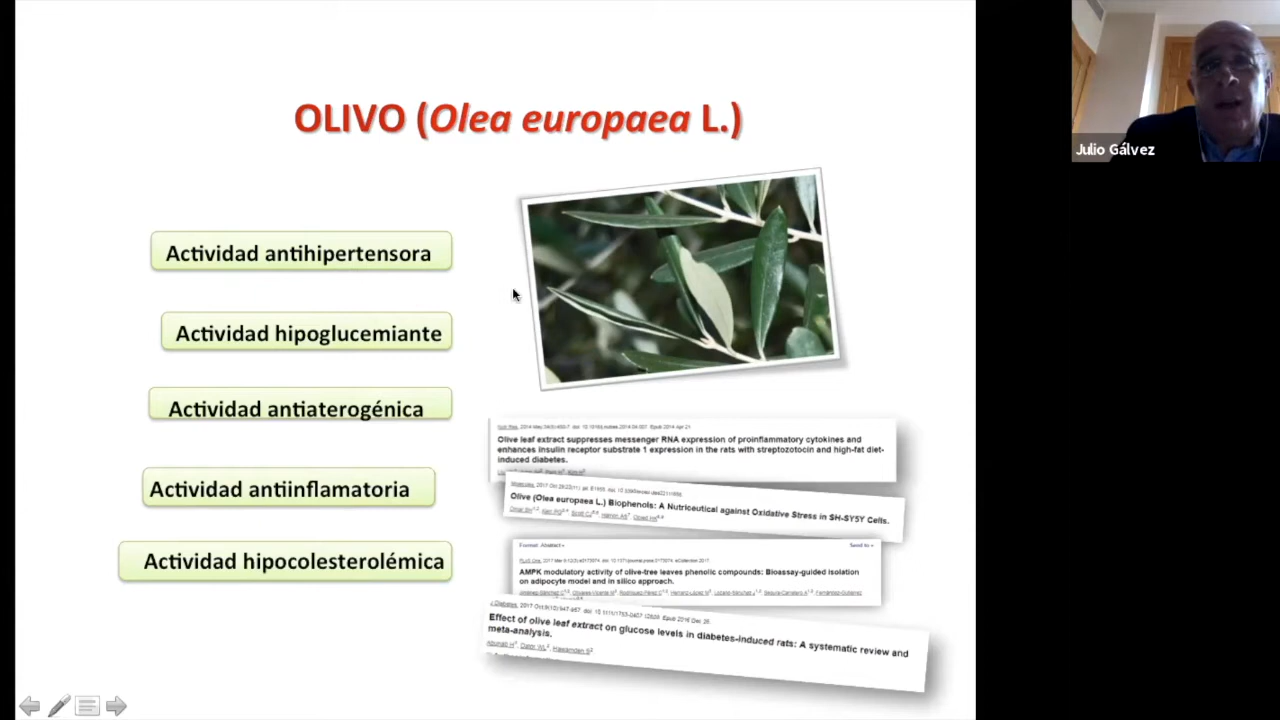 OLIVO (Olea europaea L.)
Julio Gálvez
Actividad antihipertensora
Actividad hipoglucemiante
Actividad antiaterogénica
Actividad antiinflamatoria
Actividad hipocolesterolémica
Olive leaf extract suppresses messenger RNA expression of proinflammatory cytokines and
enhances insulin receptor substrate 1 expression in the rats with streptozotocin and high-fat diet-
induced diabetes.
Olive (Olea europaea L.) Biophenols: A Nutriceutical against Oxidative Stress in SH-SY5Y Cells.
Format: Abstract
Send to
AMPK modulatory activity of olive-tree leaves phenolic compounds: Bioassay-guided isolation
on adipocyte model and in silico approach.
Effect of olive leaf extract on glucose levels in diabetes-induced rats: A systematic review and
meta-analysis.